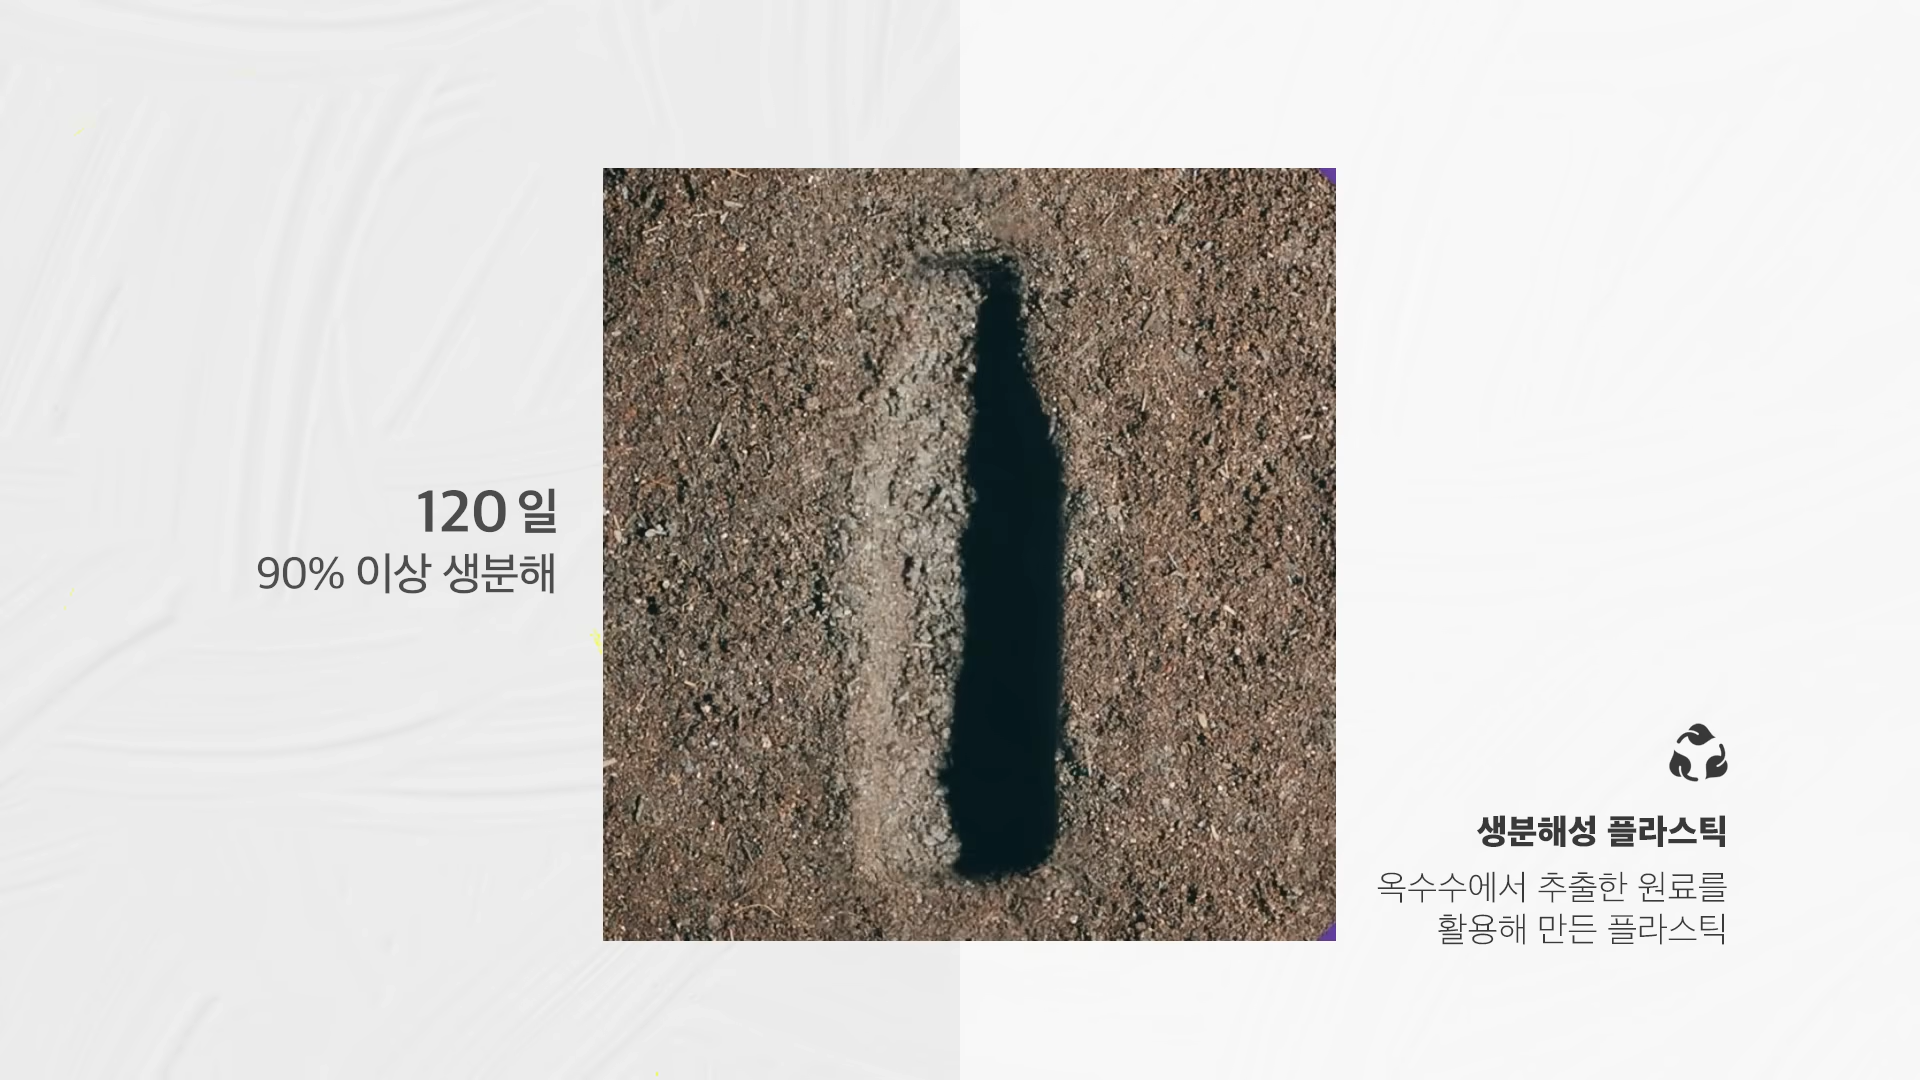 120 일
90% 이상 생분해
생분해성 플라스틱
옥수수에서 추출한 원료를
활용해 만든 플라스틱